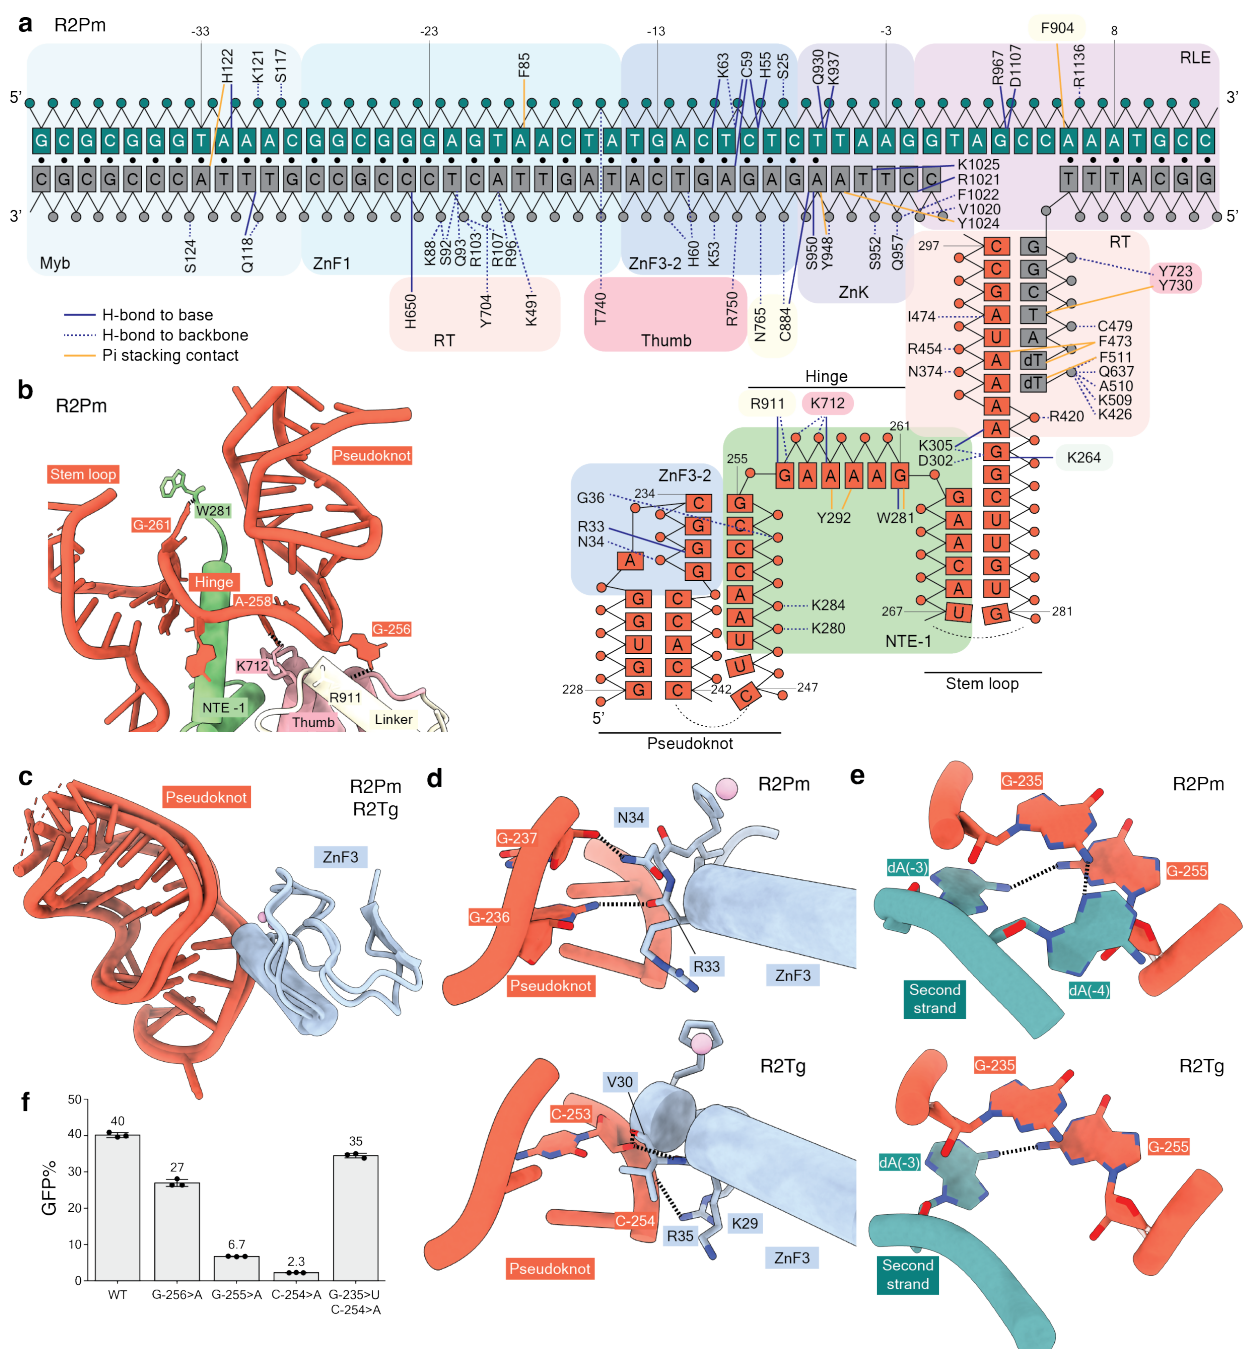 a
R2Pm
-33
-23
-13
-3
F904
8
H122
K121
S117
F85
K63
C59
H55
S25
Q930
K937
R967
D1107
R1136
RLE
5'
3'
G C G C G G G T A A A C G G C G G G A G T A A C T A T G A C T C T C T T A A G G T A G C C A A A T G C C
C G C G C C C A T T T G C C G C C C T C A T T G A T A C T G A G A G A A T T C C
T T T A C G G
3'
5'
K1025
R1021
F1022
Y1020
Y1024
Myb
S124
Q118
ZnF1
K88
S92
Q93
R103
R107
R96
ZnF3-2
H60
K53
S950
Y948
S952
Q957
ZnK
H650
Y704
K491
RT
T740
R750
Thumb
N765
C884
H-bond to base
H-bond to backbone
Pi stacking contact
RT
297
C
C
G
A
U
A
A
A
A
G
G
C
U
U
G
U
G
G
G
C
T
A
dT
dT
Y723
Y730
I474
R454
N374
C479
F473
F511
Q637
A510
K509
K426
R420
K305
D302
K264
Hinge
R911
K712
261
255
G A A A A G
Y292
W281
ZnF3-2
234
G36
R33
N34
C
G
G
G
A
G
G
U
G
G
C
C
A
C
C
G
C
C
C
A
A
U
U
C
K284
K280
G
A
A
C
A
U
267
281
NTE-1
Stem loop
228
242
247
5'
Pseudoknot
b
R2Pm
Stem loop
Pseudoknot
W281
G-261
Hinge
A-258
G-256
K712
NTE -1
R911
Thumb
Linker
c
R2Pm
R2Tg
Pseudoknot
ZnF3
d
R2Pm
N34
G-237
G-236
R33
Pseudoknot
ZnF3
R2Tg
V30
C-253
C-254
R35
K29
Pseudoknot
ZnF3
e
R2Pm
G-235
dA(-3)
G-255
Second
strand
dA(-4)
R2Tg
G-235
dA(-3)
G-255
Second
strand
f
GFP%
50
40
30
20
10
0
40
27
6.7
2.3
35
WT
G-256>A
G-255>A
C-254>A
G-235>U
C-254>A